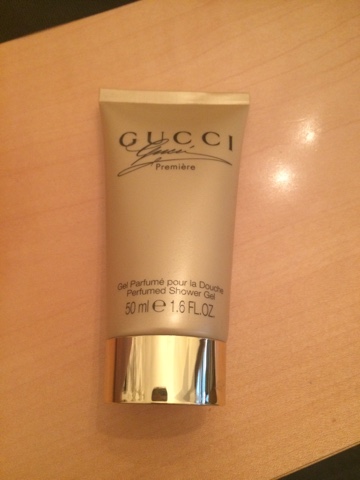 GUCCI
Gucci
Première
Gel Parfumé pour la Douche
Perfumed Shower Gel
50 ml e 1.6 FL.OZ.